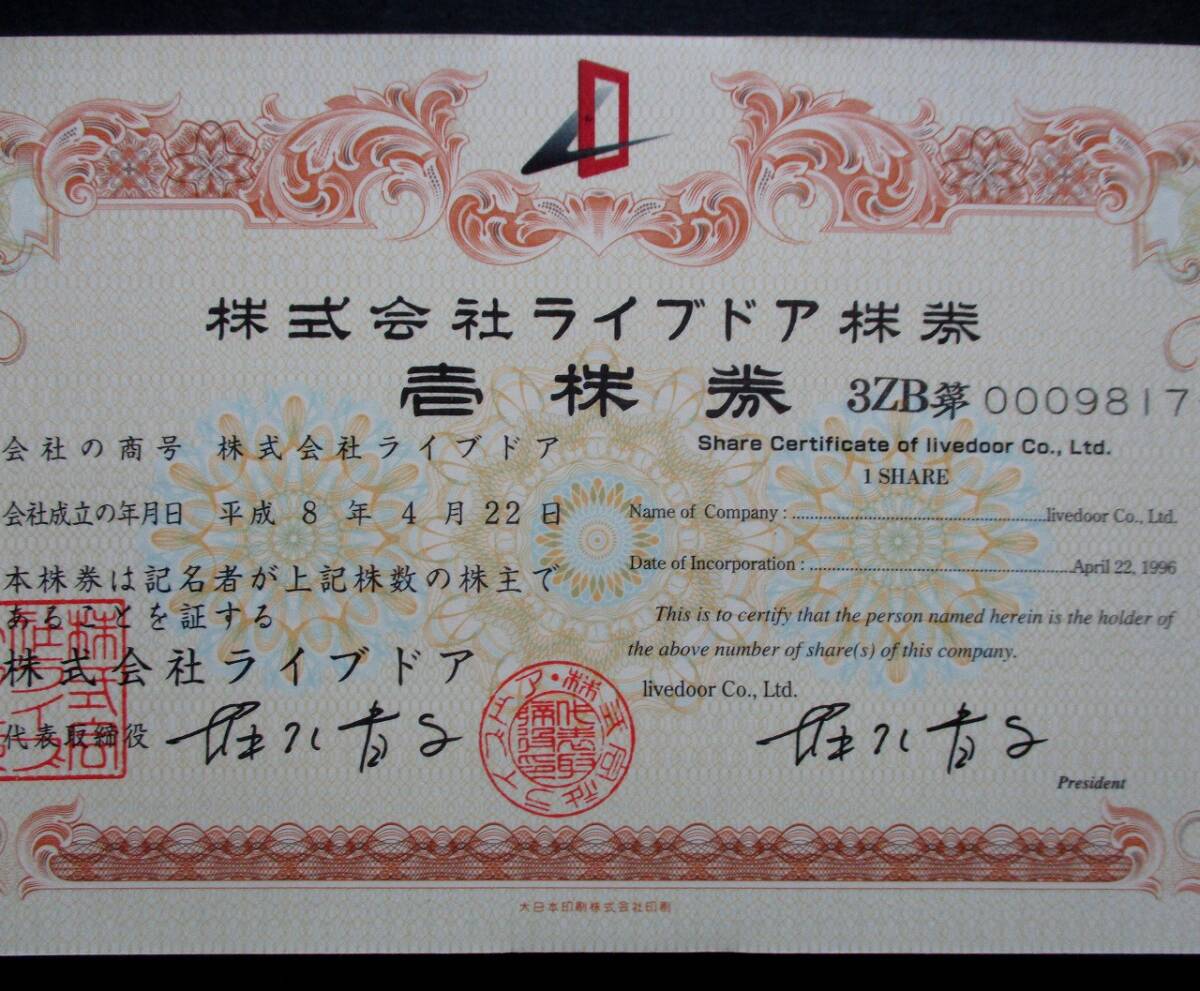 株式会社ライブドア株券
壱株券 3ZB第 0009817
会社の商号 株式会社ライブドア
会社成立の年月日 平成 8 年 4 月 22 日
本株券は記名者が上記株数の株主で
あることを証する
株式会社ライブドア
代表取締役
Share Certificate of livedoor Co., Ltd.
1 SHARE
Name of Company : livedoor Co., Ltd.
Date of Incorporation : April 22, 1996
This is to certify that the person named herein is the holder of
the above number of share(s) of this company.
livedoor Co., Ltd.
President
大日本印刷株式会社印刷